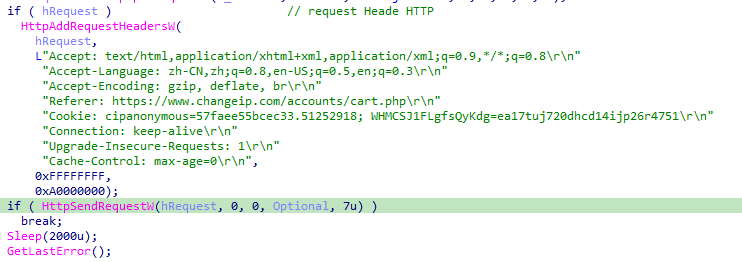 if ( hRequest ) // request Heade HTTP
HttpAddRequestHeadersW(
hRequest,
L"Accept: text/html,application/xhtml+xml,application/xml;q=0.9,*/*;q=0.8\r\n"
"Accept-Language: zh-CN,zh;q=0.8,en-US;q=0.5,en;q=0.3\r\n"
"Accept-Encoding: gzip, deflate, br\r\n"
"Referer: https://www.changeip.com/accounts/cart.php\r\n"
"Cookie: cipanonymous=57faee55bcec33.51252918; WHMCSJ1FLgfsQyKdg=ea17tuj720dhcd14ijp26r4751\r\n"
"Connection: keep-alive\r\n"
"Upgrade-Insecure-Requests: 1\r\n"
"Cache-Control: max-age=0\r\n",
0xFFFFFFFF,
0xA0000000);
if ( HttpSendRequestW(hRequest, 0, 0, Optional, 7u) )
break;
Sleep(2000u);
GetLastError();